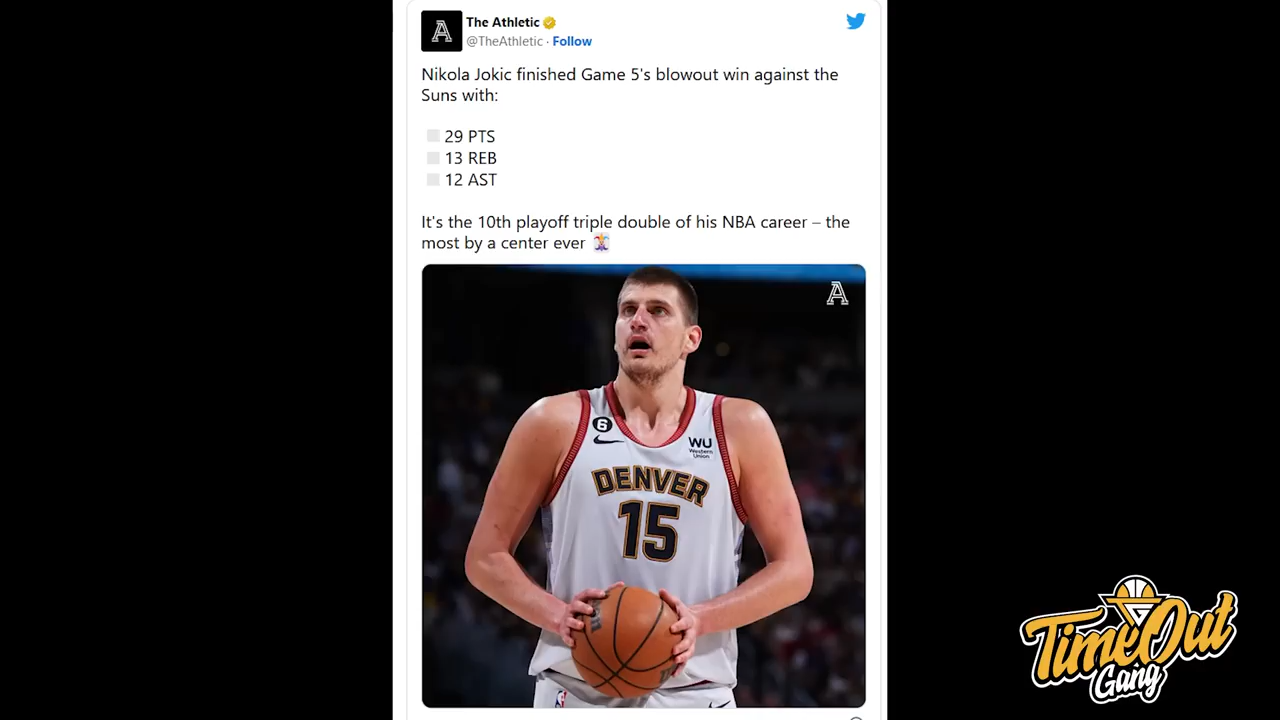 The Athletic
@TheAthletic · Follow
Nikola Jokic finished Game 5's blowout win against the
Suns with:
29 PTS
13 REB
12 AST
It's the 10th playoff triple double of his NBA career – the
most by a center ever 🃏
A
A
6
WU
Western
Union
DENVER
15
TimeOut
Gang